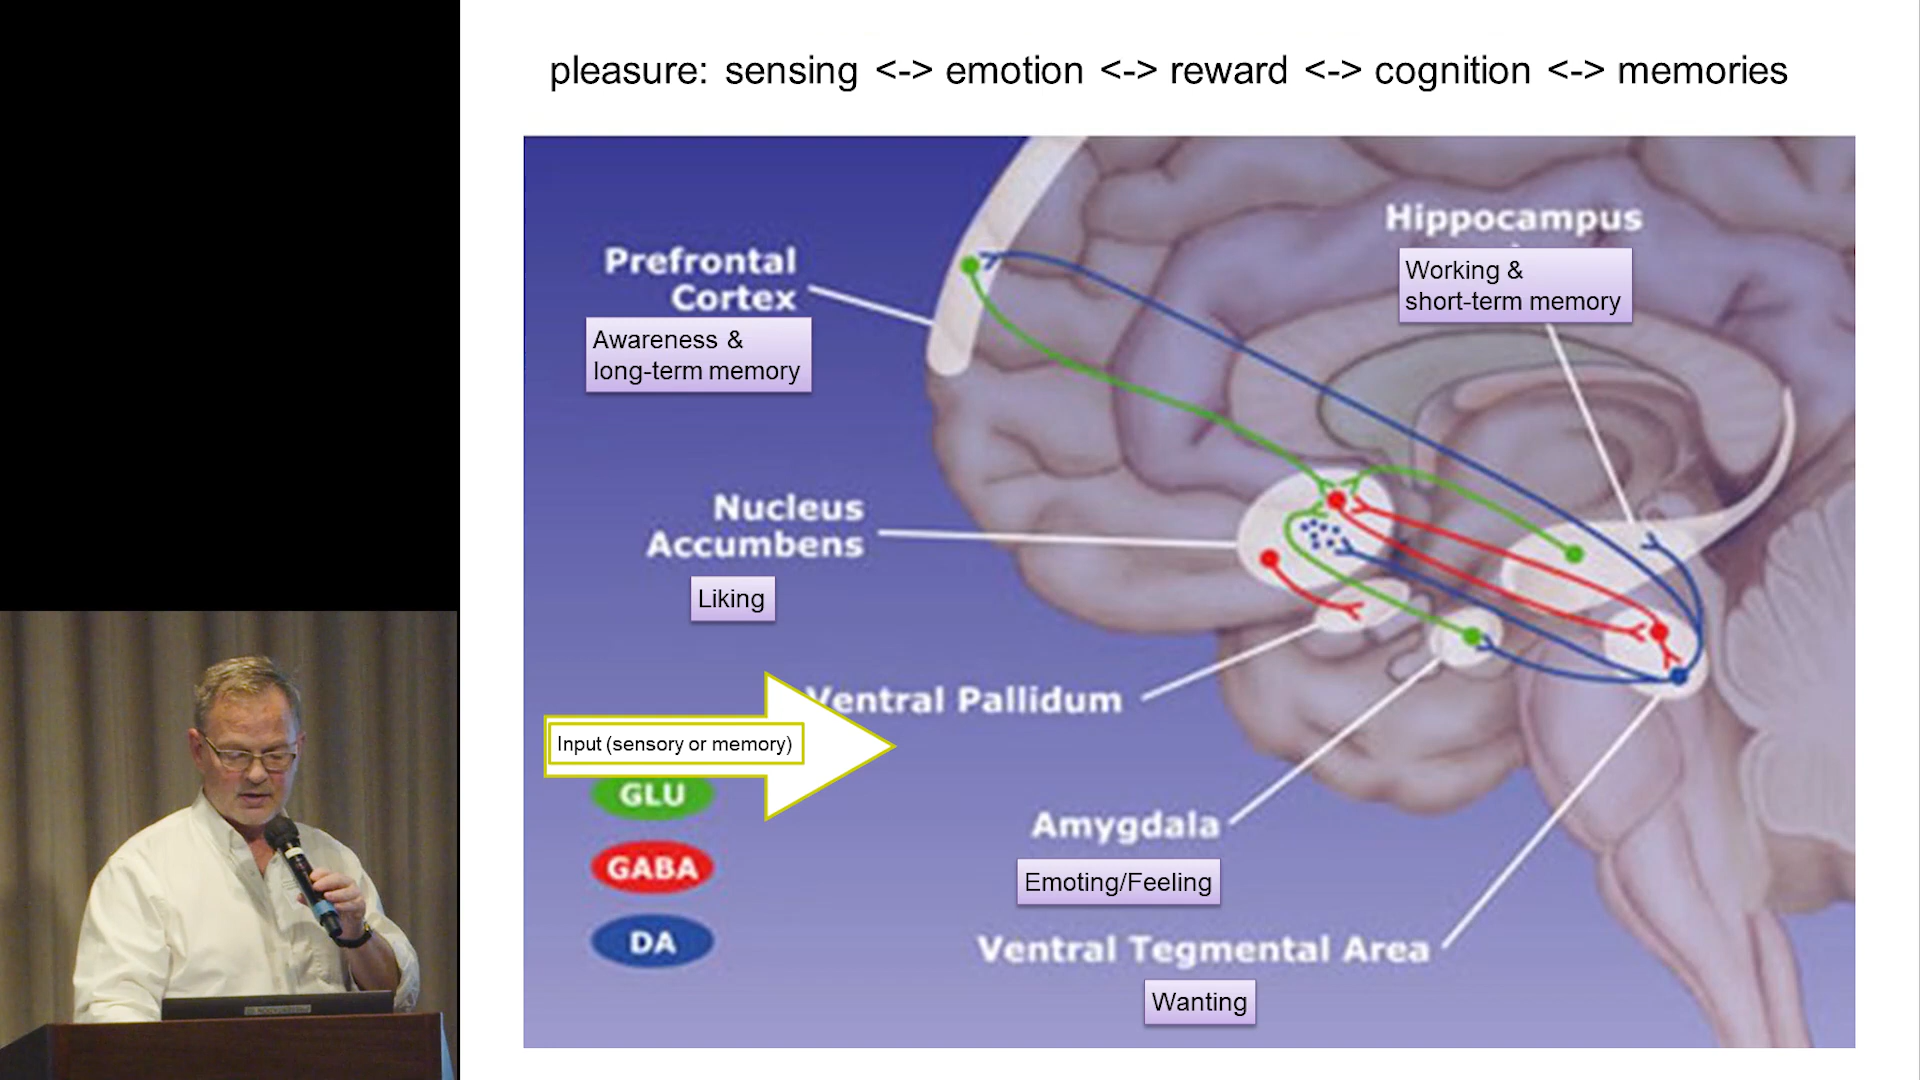 pleasure: sensing <-> emotion <-> reward <-> cognition <-> memories
Hippocampus
Working &
short-term memory
Prefrontal
Cortex
Awareness &
long-term memory
Nucleus
Accumbens
Liking
Ventral Pallidum
Input (sensory or memory)
GLU
GABA
DA
Amygdala
Emoting/Feeling
Ventral Tegmental Area
Wanting